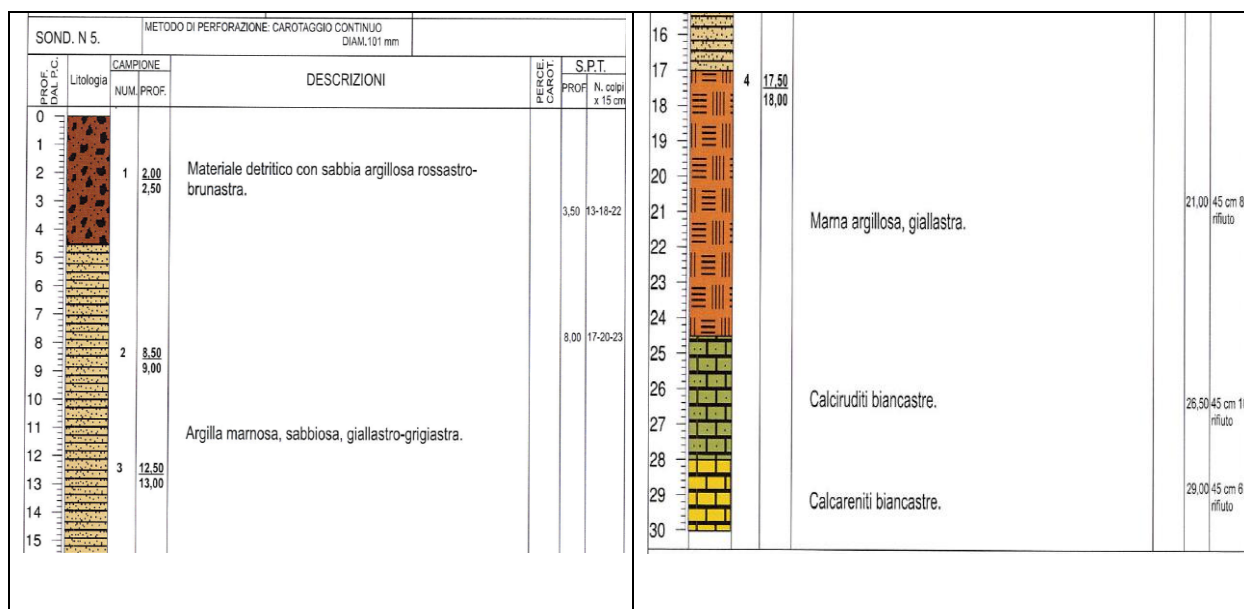 SOND. N 5.
METODO DI PERFORAZIONE: CAROTAGGIO CONTINUO
DIAM.101 mm
PROF. DAL P.C.
Litologia
CAMPIONE
NUM. PROF.
DESCRIZIONI
PERCE. CAROT.
S.P.T.
PROF N. colpi
x 15 cm
0
1
2
3
4
5
6
7
8
9
10
11
12
13
14
15
1 2,00
2,50
Materiale detritico con sabbia argillosa rossastro-
brunastra.
3,50 13-18-22
8,00 17-20-23
2 8,50
9,00
Argilla marnosa, sabbiosa, giallastro-grigiastra.
3 12,50
13,00
16
17
18
19
20
21
22
23
24
25
26
27
28
29
30
4 17,50
18,00
Marna argillosa, giallastra.
21,00 45 cm 8
rifiuto
Calciruditi biancastre.
26,50 45 cm
rifiuto
Calcareniti biancastre.
29,00 45 cm 6
rifiuto